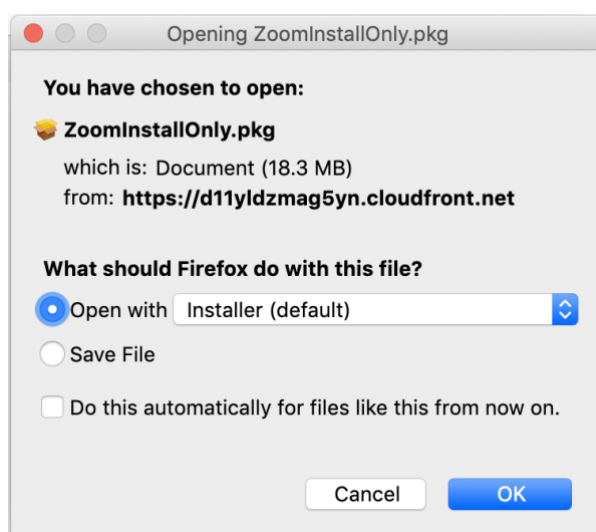 Opening ZoomInstallOnly.pkg
You have chosen to open:
ZoomInstallOnly.pkg
which is: Document (18.3 MB)
from: https://d11yldzmag5yn.cloudfront.net
What should Firefox do with this file?
Open with Installer (default)
Save File
Do this automatically for files like this from now on.
Cancel OK